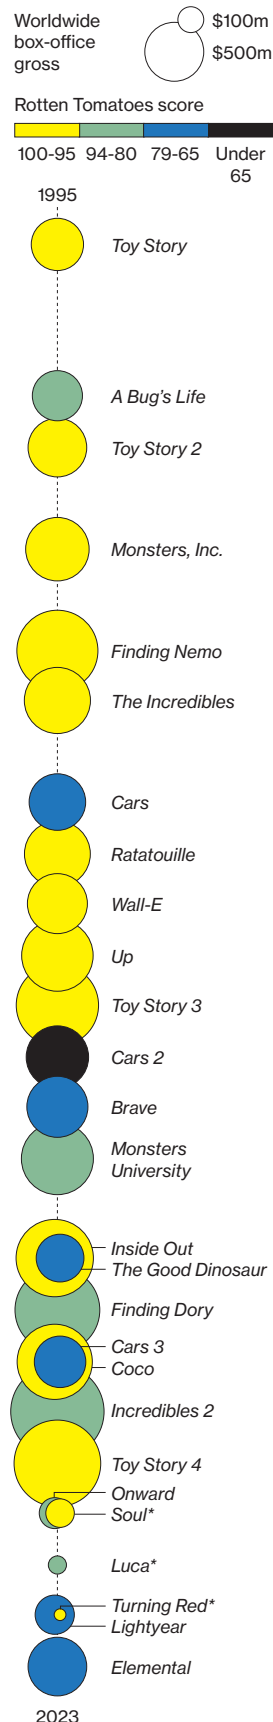 Worldwide
box-office
gross
$100m
$500m
Rotten Tomatoes score
100-95 94-80 79-65 Under
65
1995
Toy Story
A Bug's Life
Toy Story 2
Monsters, Inc.
Finding Nemo
The Incredibles
Cars
Ratatouille
Wall-E
Up
Toy Story 3
Cars 2
Brave
Monsters
University
Inside Out
The Good Dinosaur
Finding Dory
Cars 3
Coco
Incredibles 2
Toy Story 4
Onward
Soul*
Luca*
Turning Red*
Lightyear
Elemental
2023